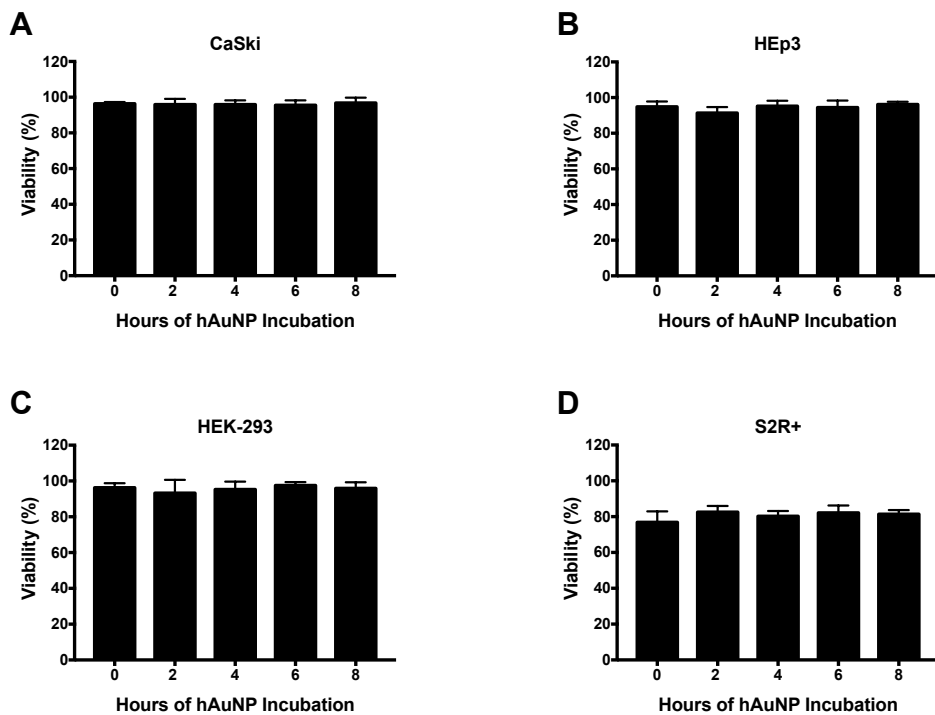 A
CaSki
120
100
80
60
40
20
0
Viability (%)
0 2 4 6 8
Hours of hAuNP Incubation
B
HEp3
120
100
80
60
40
20
0
Viability (%)
0 2 4 6 8
Hours of hAuNP Incubation
C
HEK-293
120
100
80
60
40
20
0
Viability (%)
0 2 4 6 8
Hours of hAuNP Incubation
D
S2R+
120
100
80
60
40
20
0
Viability (%)
0 2 4 6 8
Hours of hAuNP Incubation